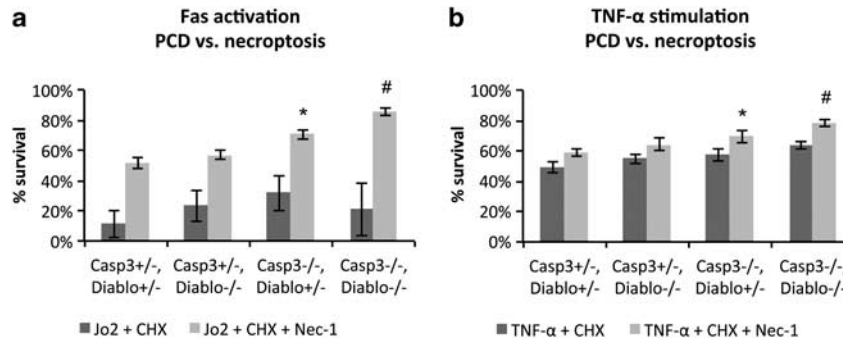 a
Fas activation
PCD vs. necroptosis
% survival
100%
80%
60%
40%
20%
0%
*
#
Casp3+/-, Diablo+/-
Casp3+/-, Diablo-/-
Casp3-/-, Diablo+/-
Casp3-/-, Diablo-/-
Jo2 + CHX
Jo2 + CHX + Nec-1
b
TNF-α stimulation
PCD vs. necroptosis
% survival
100%
80%
60%
40%
20%
0%
*
#
Casp3+/-, Diablo+/-
Casp3+/-, Diablo-/-
Casp3-/-, Diablo+/-
Casp3-/-, Diablo-/-
TNF-α + CHX
TNF-α + CHX + Nec-1